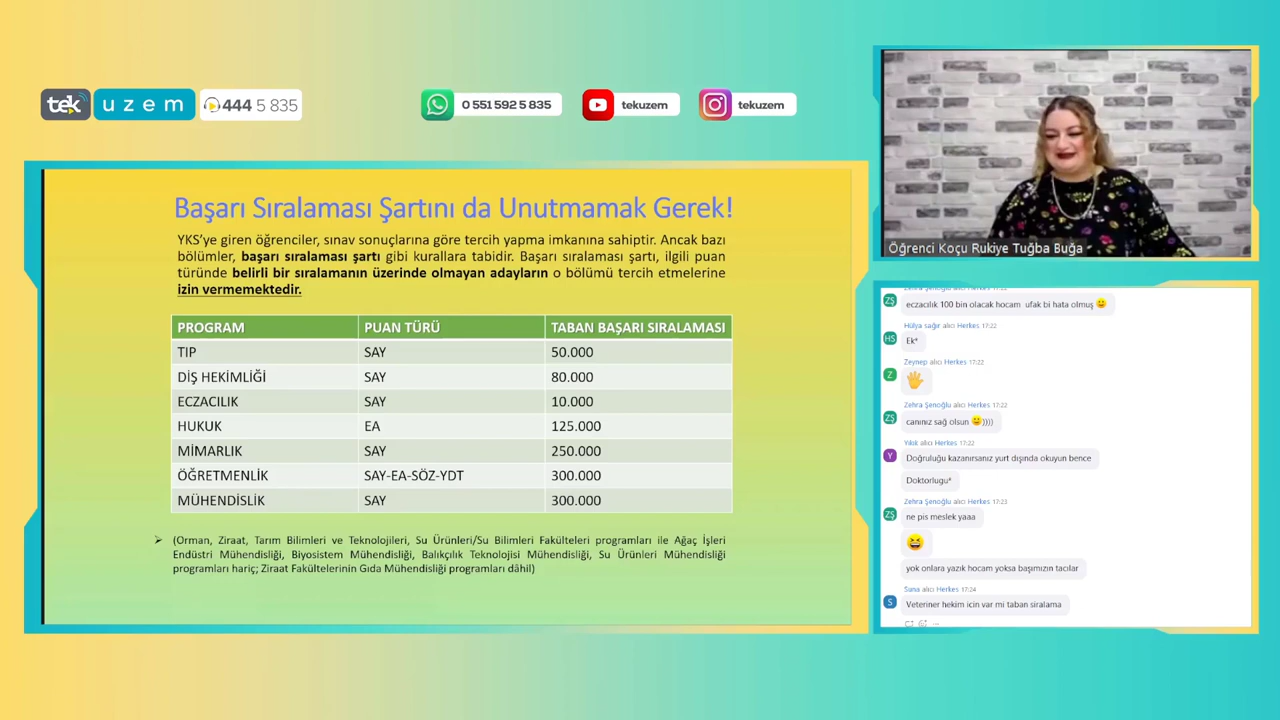 tek uzem 444 5 835
0 551 592 5 835
tekuzem
tekuzem
Başarı Sıralaması Şartını da Unutmamak Gerek!
YKS'ye giren öğrenciler, sınav sonuçlarına göre tercih yapma imkanına sahiptir. Ancak bazı
bölümler, başarı sıralaması şartı gibi kurallara tabidir. Başarı sıralaması şartı, ilgili puan
türünde belirli bir sıralamanın üzerinde olmayan adayların o bölümü tercih etmelerine
izin vermemektedir.
PROGRAM PUAN TÜRÜ TABAN BAŞARI SIRALAMASI
TIP SAY 50.000
DİŞ HEKİMLİĞİ SAY 80.000
ECZACILIK SAY 10.000
HUKUK EA 125.000
MİMARLIK SAY 250.000
ÖĞRETMENLİK SAY-EA-SÖZ-YDT 300.000
MÜHENDİSLİK SAY 300.000
(Orman, Ziraat, Tarım Bilimleri ve Teknolojileri, Su Ürünleri/Su Bilimleri Fakülteleri programları ile Ağaç İşleri
Endüstri Mühendisliği, Biyosistem Mühendisliği, Balıkçılık Teknolojisi Mühendisliği, Su Ürünleri Mühendisliği
programları hariç; Ziraat Fakültelerinin Gıda Mühendisliği programları dâhil)
Öğrenci Koçu Rukiye Tuğba Buğa
ZŞ
eczacılık 100 bin olacak hocam ufak bi hata olmuş
Hülya sağır alıcı Herkes 17:22
HS
Ek*
Zeynep alıcı Herkes 17:22
Z
Zehra Şenoğlu alıcı Herkes 17:22
ZŞ
canınız sağ olsun ))))
Yılok alıcı Herkes 17:22
Y
Doğruluğu kazanırsanız yurt dışında okuyun bence
Doktorlugu*
Zehra Şenoğlu alıcı Herkes 17:23
ZŞ
ne pis meslek yaaa
yok onlara yazık hocam yoksa başımızın tacılar
Suna alıcı Herkes 17:24
S
Veteriner hekim icin var mi taban siralama